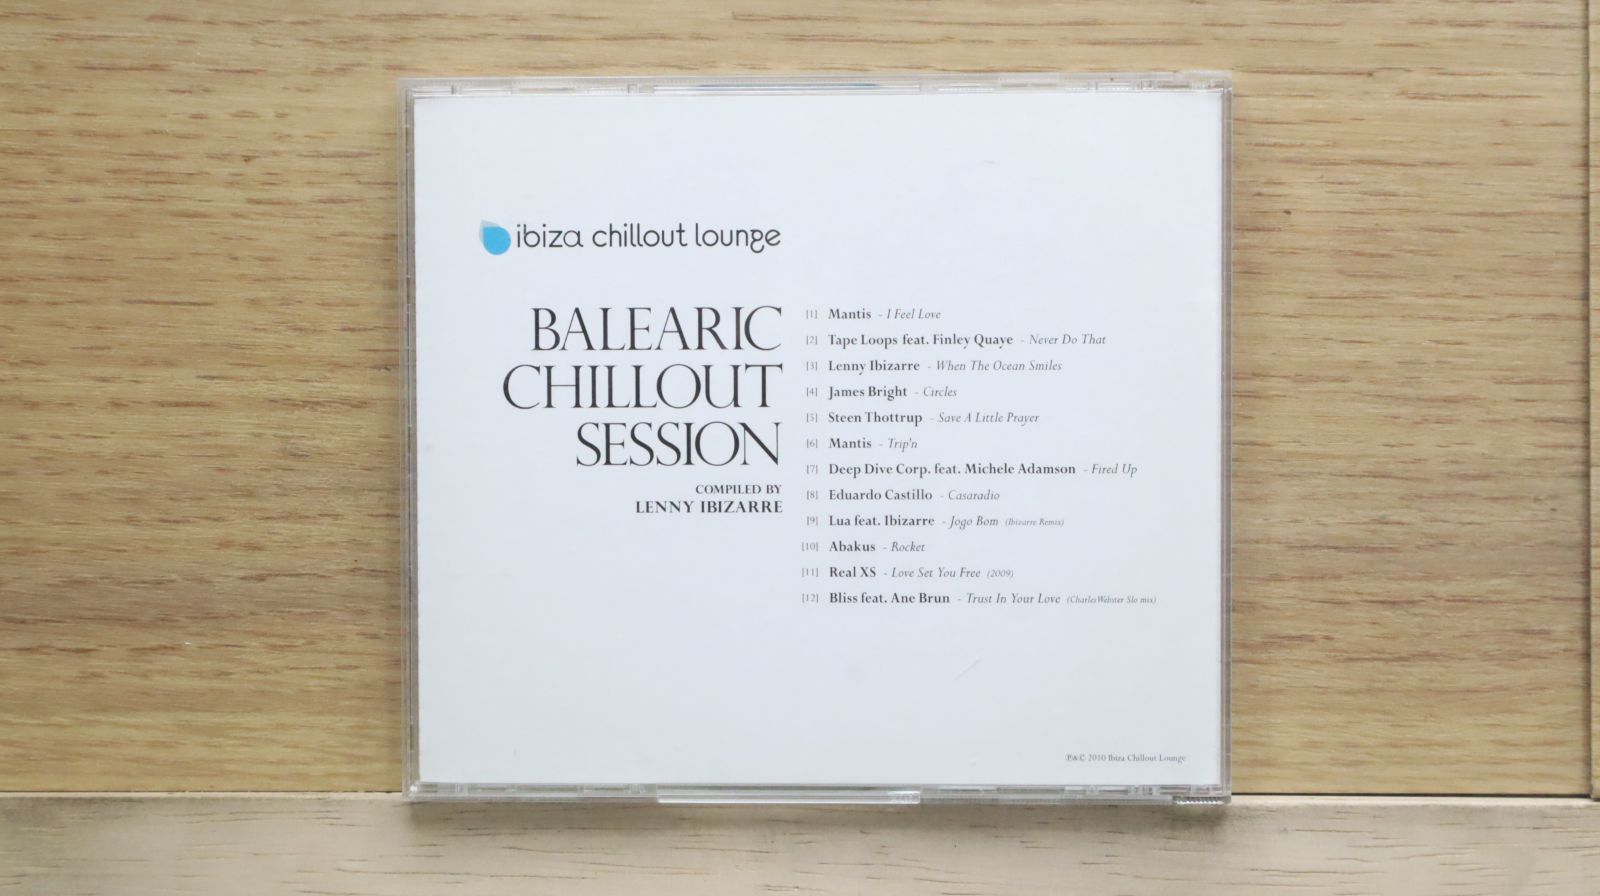 ibiza chillout lounge
BALEARIC
CHILLOUT
SESSION
COMPILED BY
LENNY IBIZARRE
[1] Mantis - I Feel Love
[2] Tape Loops feat. Finley Quaye - Never Do That
[3] Lenny Ibizarre - When The Ocean Smiles
[4] James Bright - Circles
[5] Steen Thottrup - Save A Little Prayer
[6] Mantis - Trip'n
[7] Deep Dive Corp. feat. Michele Adamson - Fired Up
[8] Eduardo Castillo - Casaradio
[9] Lua feat. Ibizarre - Jogo Bom (Ibizarre Remix)
[10] Abakus - Rocket
[11] Real XS - Love Set You Free (2009)
[12] Bliss feat. Ane Brun - Trust In Your Love (Charles Webster Slo mix)
℗&© 2010 Ibiza Chillout Lounge